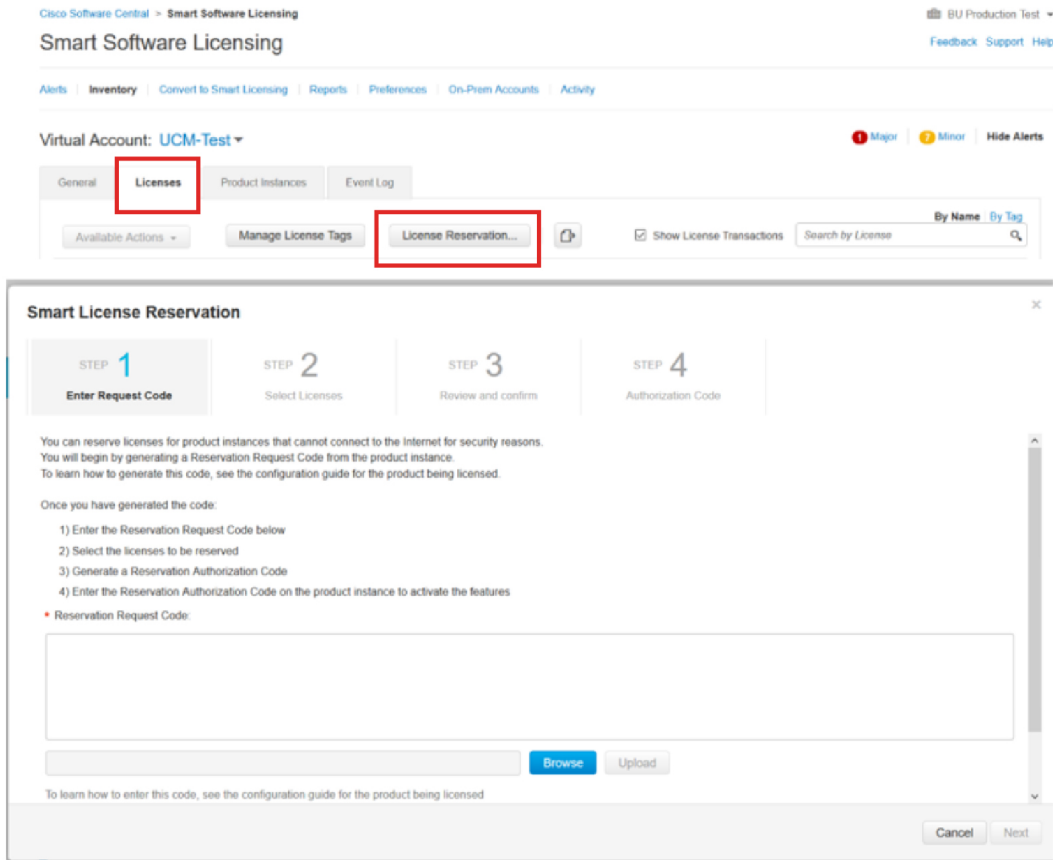 Cisco Software Central > Smart Software Licensing
BU Production Test
Smart Software Licensing
Feedback Support Help
Alerts | Inventory | Convert to Smart Licensing | Reports | Preferences | On-Prem Accounts | Activity
Virtual Account: UCM-Test
1 Major
Minor
Hide Alerts
General
Licenses
Product Instances
Event Log
By Name | By Tag
Available Actions
Manage License Tags
License Reservation...
Show License Transactions
Search by License
Smart License Reservation
STEP 1
STEP 2
STEP 3
STEP 4
Enter Request Code
Select Licenses
Review and confirm
Authorization Code
You can reserve licenses for product instances that cannot connect to the Internet for security reasons.
You will begin by generating a Reservation Request Code from the product instance.
To learn how to generate this code, see the configuration guide for the product being licensed.
Once you have generated the code:
1) Enter the Reservation Request Code below
2) Select the licenses to be reserved
3) Generate a Reservation Authorization Code
4) Enter the Reservation Authorization Code on the product instance to activate the features
* Reservation Request Code:
Browse
Upload
To learn how to enter this code, see the configuration guide for the product being licensed
Cancel
Next